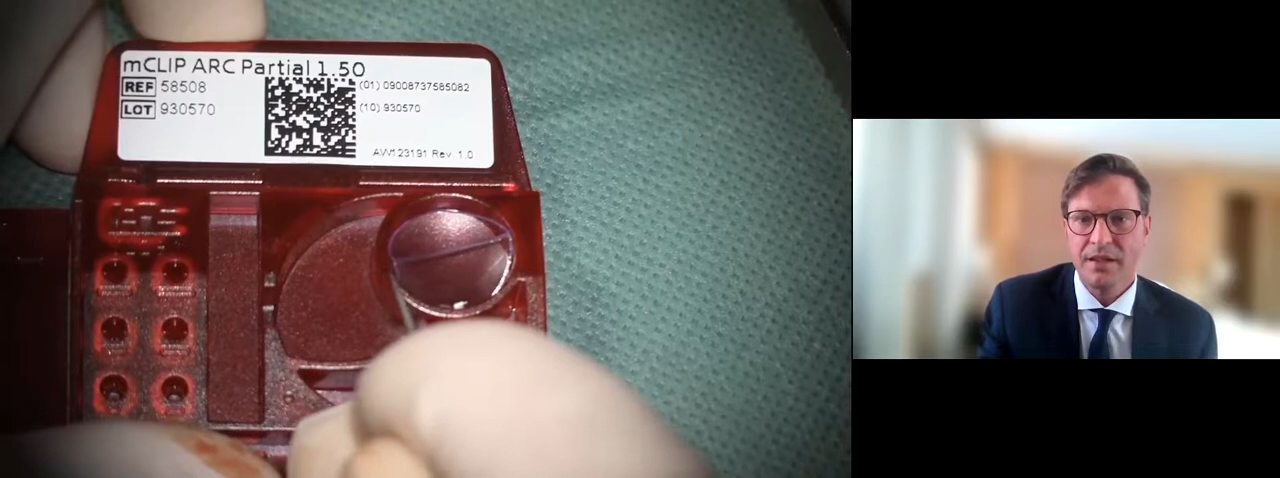 mCLIP ARC Partial 1.50
REF 58508
(01) 09008737585082
LOT 930570
(10) 930570
AW123191 Rev. 1.0